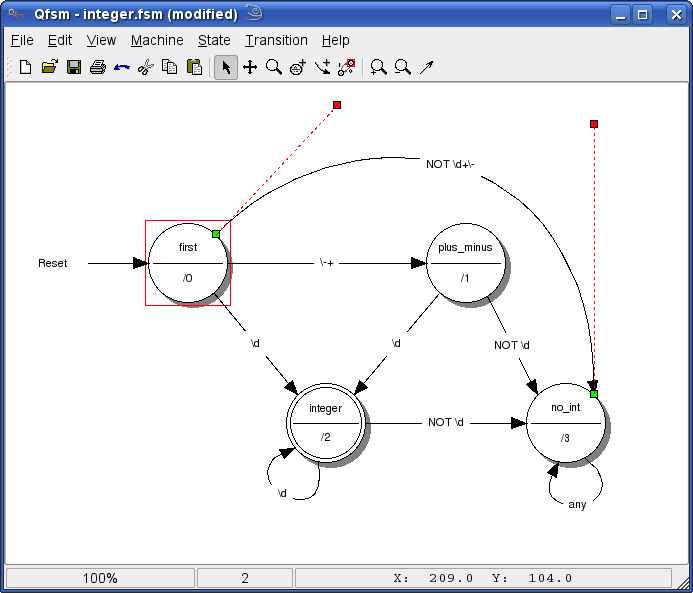 Qfsm - integer.fsm (modified)
File Edit View Machine State Transition Help
NOT \d+\-
first
plus_minus
Reset
\-+
/0
/1
\d
\d
NOT \d
integer
no_int
NOT \d
/2
/3
\d
any
100%
2
X: 209.0 Y: 104.0